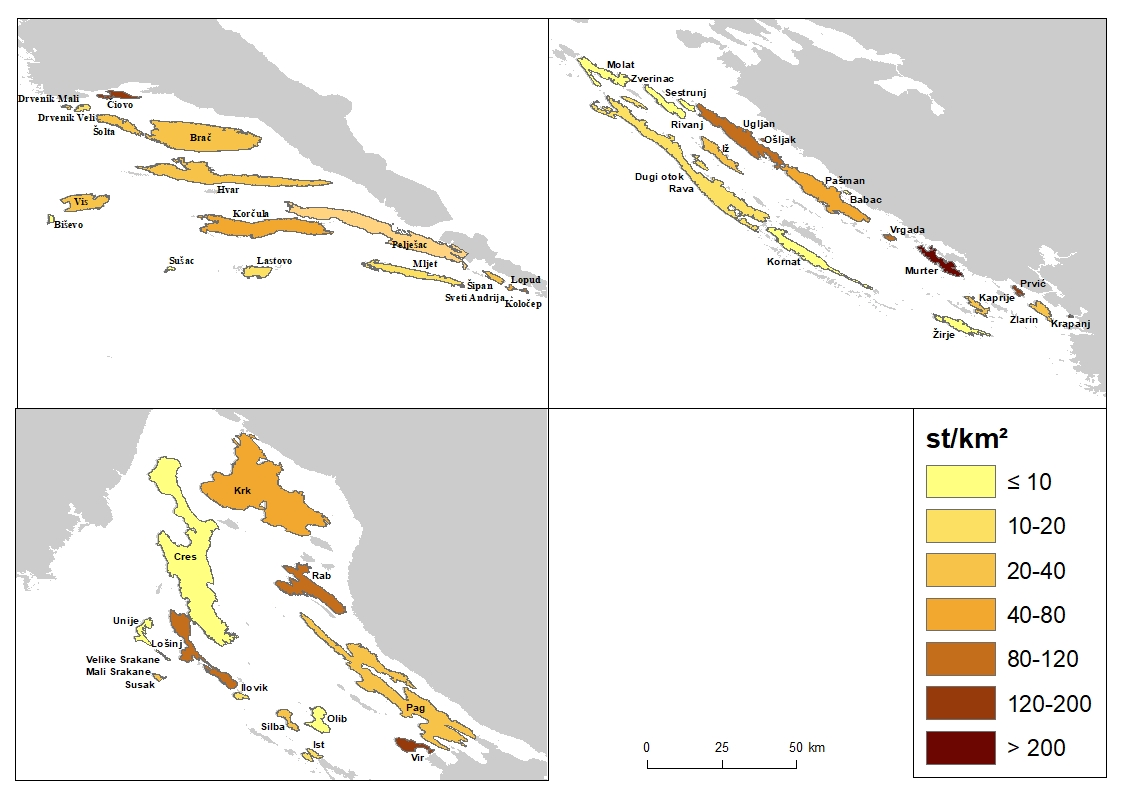 Drvenik Mali
Čiovo
Drvenik Veli
Šolta
Brač
Hvar
Vis
Biševo
Korčula
Pelješac
Sušac
Lastovo
Mljet
Šipan
Lopud
Sveti Andrija
Koločep
Molat
Zverinac
Sestrunj
Rivanj
Ugljan
Ošljak
Iž
Dugi otok
Rava
Pašman
Babac
Vrgada
Kornat
Murter
Prvić
Kaprije
Zlarin
Krapanj
Žirje
Krk
Cres
Rab
Unije
Lošinj
Velike Srakane
Mali Srakane
Susak
Ilovik
Pag
Silba
Olib
Ist
Vir
0 25 50 km
st/km²
≤ 10
10-20
20-40
40-80
80-120
120-200
> 200